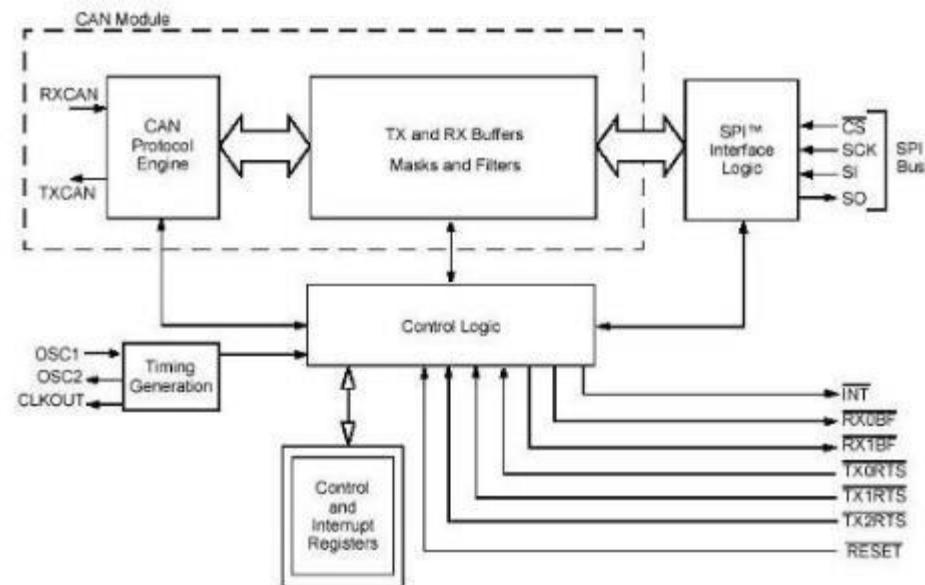 CAN Module
RXCAN
TXCAN
CAN
Protocol
Engine
TX and RX Buffers
Masks and Filters
SPI™
Interface
Logic
CS
SCK
SI
SO
SPI
Bus
Control Logic
OSC1
OSC2
CLKOUT
Timing
Generation
Control
and
Interrupt
Registers
INT
RX0BF
RX1BF
TX0RTS
TX1RTS
TX2RTS
RESET